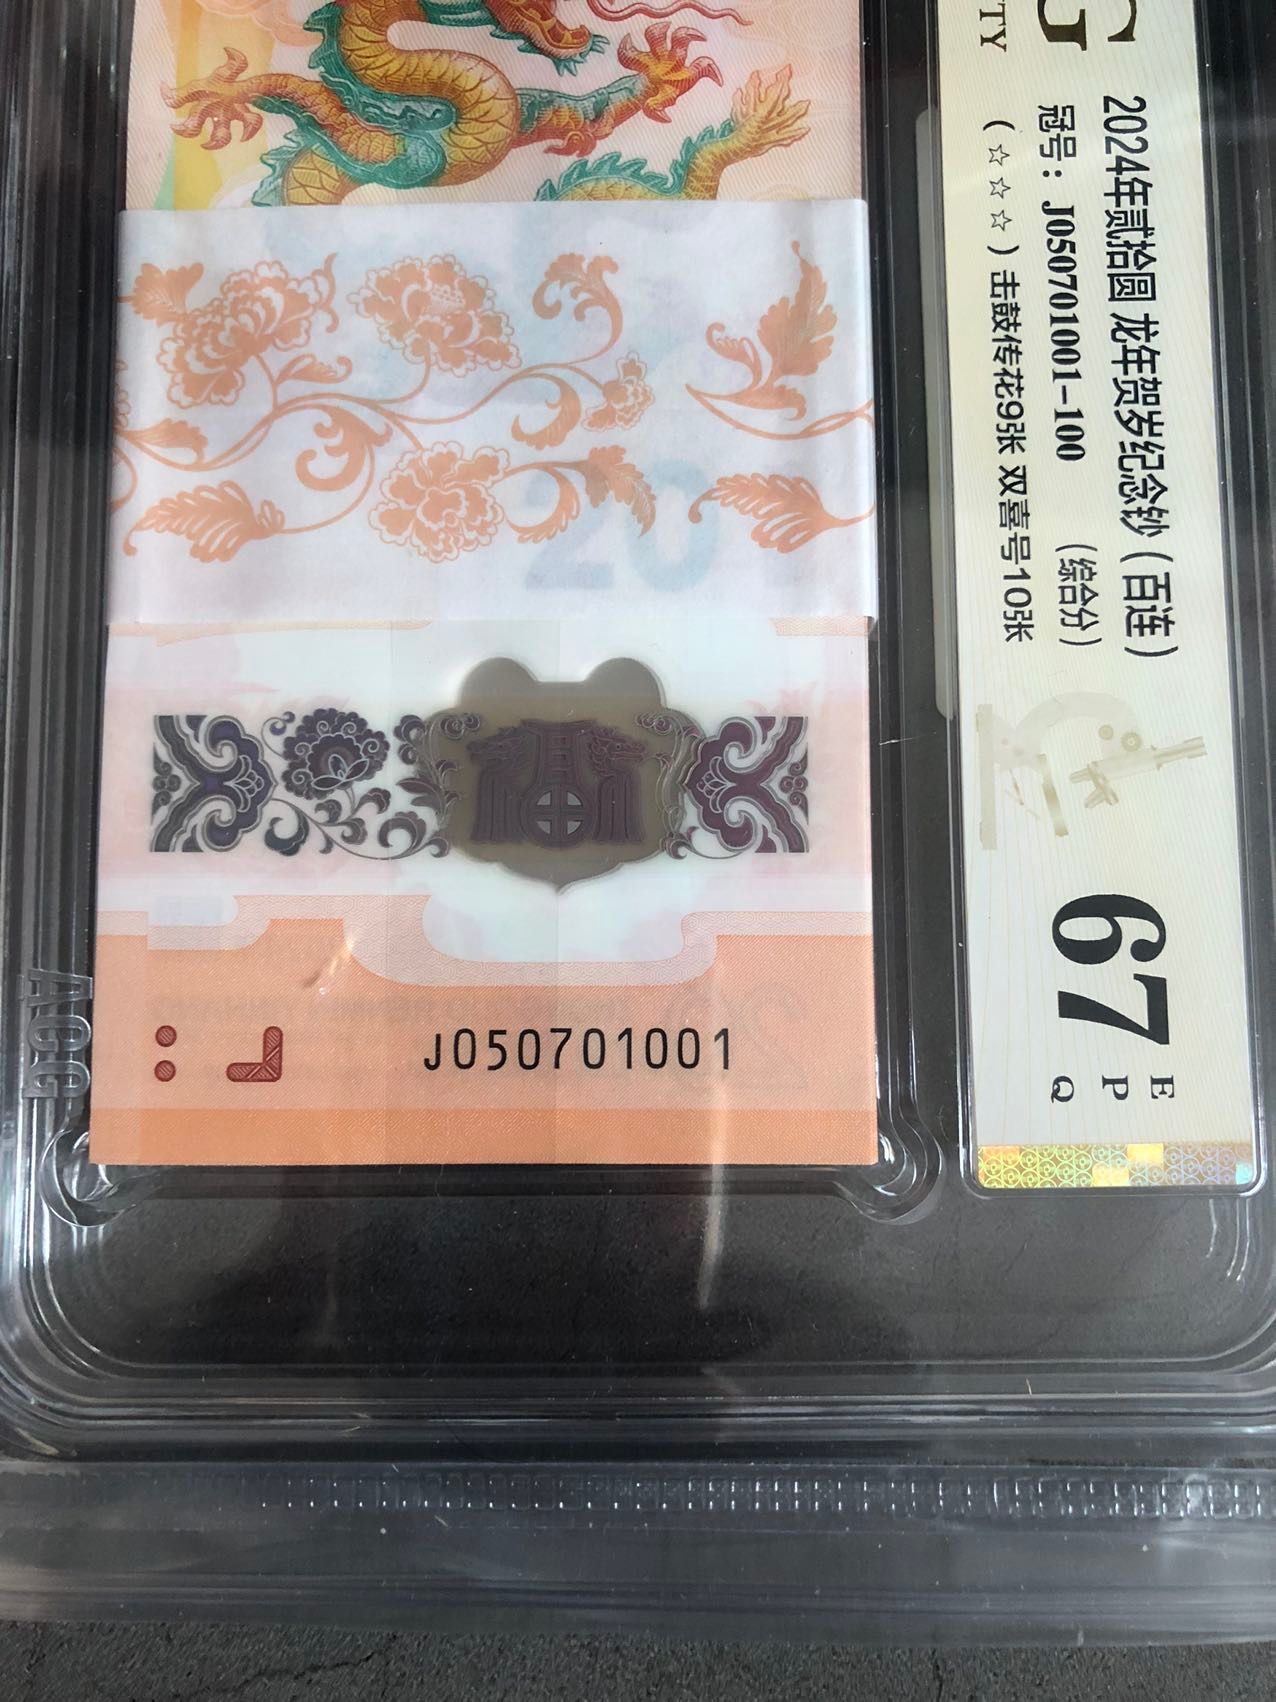 2024年贰拾圆 龙年贺岁纪念钞（百连）
冠号：J050701001-100 （综合分）
（☆☆☆）击鼓传花9张 双喜号10张
67
E
P
Q
G
TY
20
J050701001
ACG